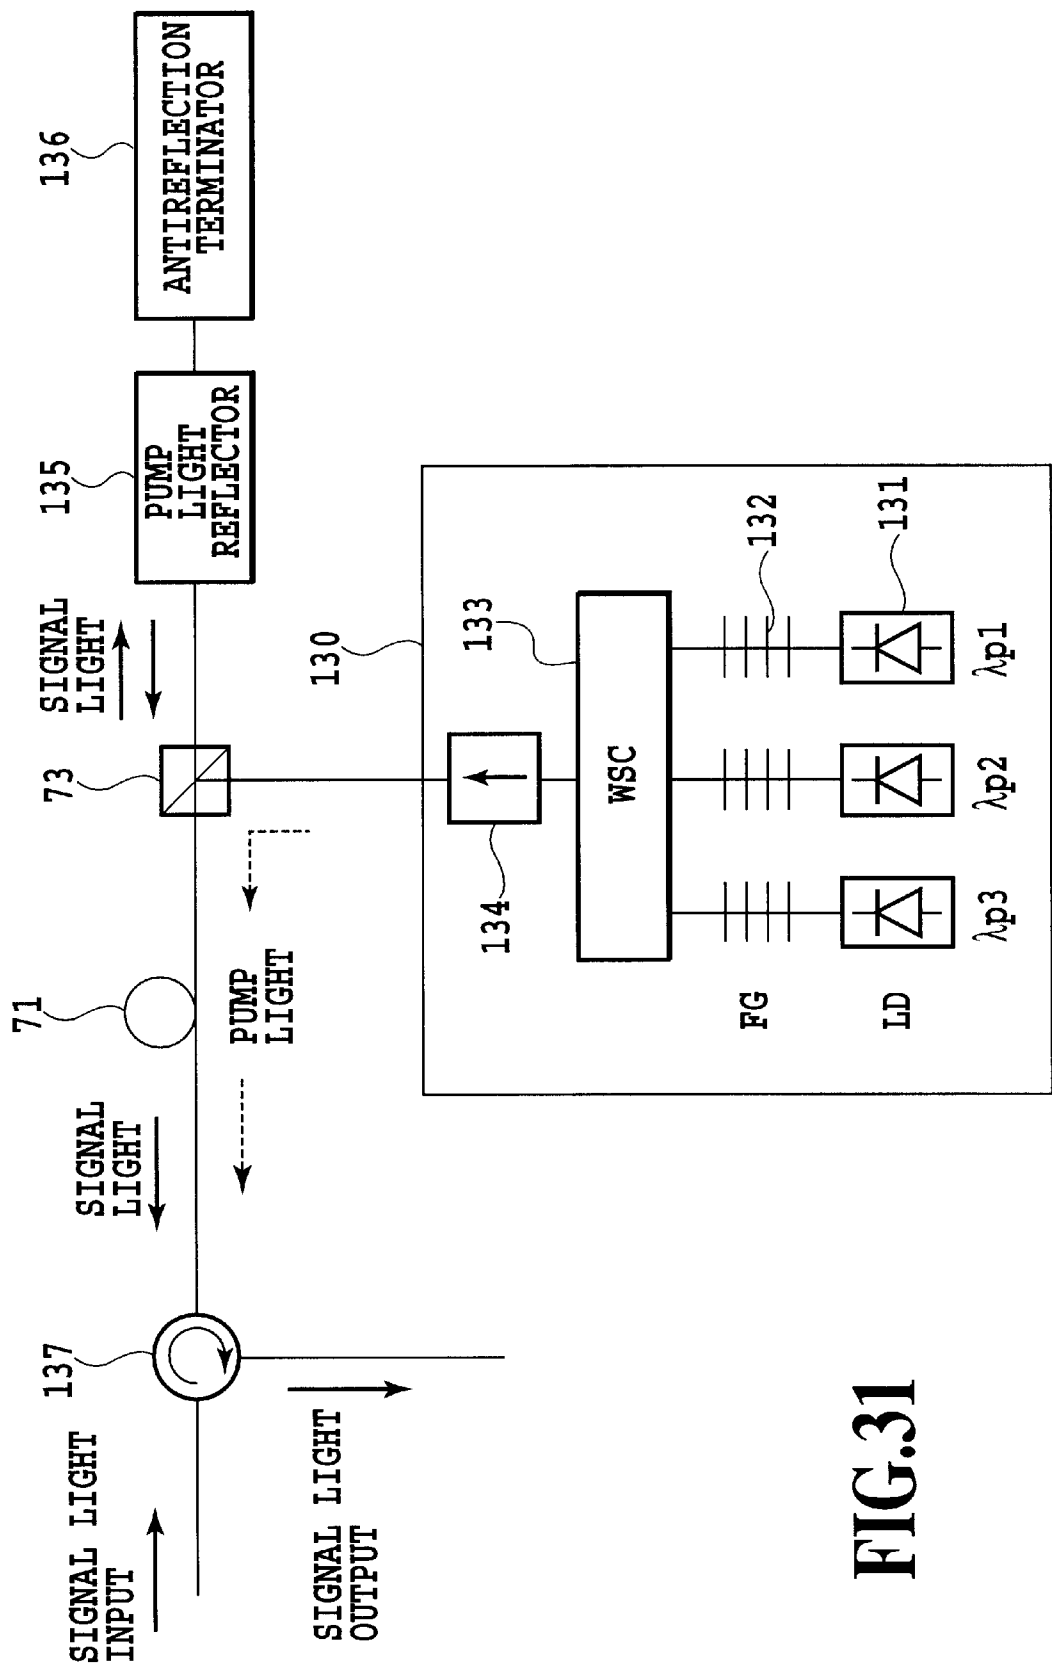 SIGNAL LIGHT
INPUT
137
SIGNAL
LIGHT
71
73
SIGNAL
LIGHT
135
PUMP
LIGHT
REFLECTOR
136
ANTIREFLECTION
TERMINATOR
SIGNAL LIGHT
OUTPUT
PUMP
LIGHT
130
134
133
WSC
FG
132
LD
131
λp3
λp2
λp1
FIG.31